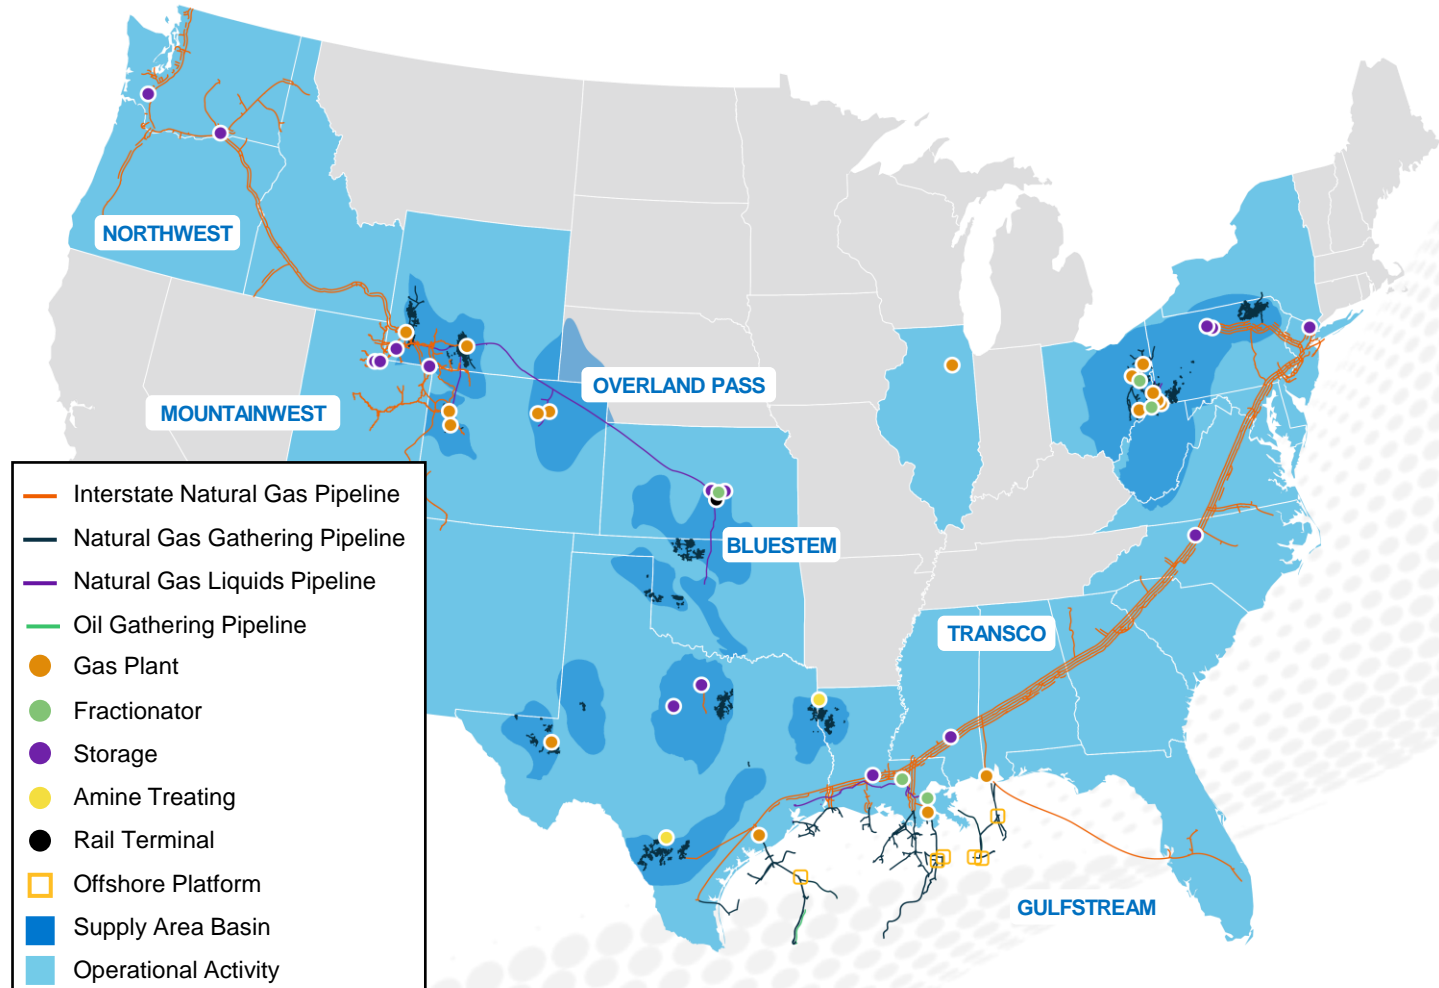 NORTHWEST
OVERLAND PASS
MOUNTAINWEST
BLUESTEM
TRANSCO
GULFSTREAM
Interstate Natural Gas Pipeline
Natural Gas Gathering Pipeline
Natural Gas Liquids Pipeline
Oil Gathering Pipeline
Gas Plant
Fractionator
Storage
Amine Treating
Rail Terminal
Offshore Platform
Supply Area Basin
Operational Activity